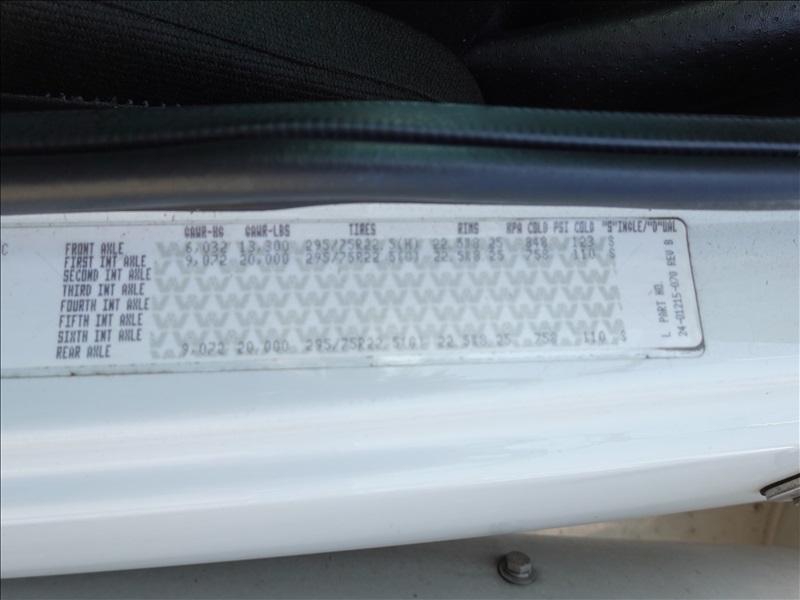 GAWR-KG GAWR-LBS TIRES RIMS KPA COLD PSI COLD "S"INGLE/"D"UAL
C FRONT AXLE 6,032 13,300 295/75R22.5(H) 22.5X8.25 848 123 S
FIRST INT AXLE 9,072 20,000 295/75R22.5(G) 22.5X8.25 758 110 S
SECOND INT AXLE
THIRD INT AXLE
FOURTH INT AXLE
FIFTH INT AXLE
SIXTH INT AXLE
REAR AXLE 9,072 20,000 295/75R22.5(G) 22.5X8.25 758 110 S
L PART NO.
24-01215-070 REV B